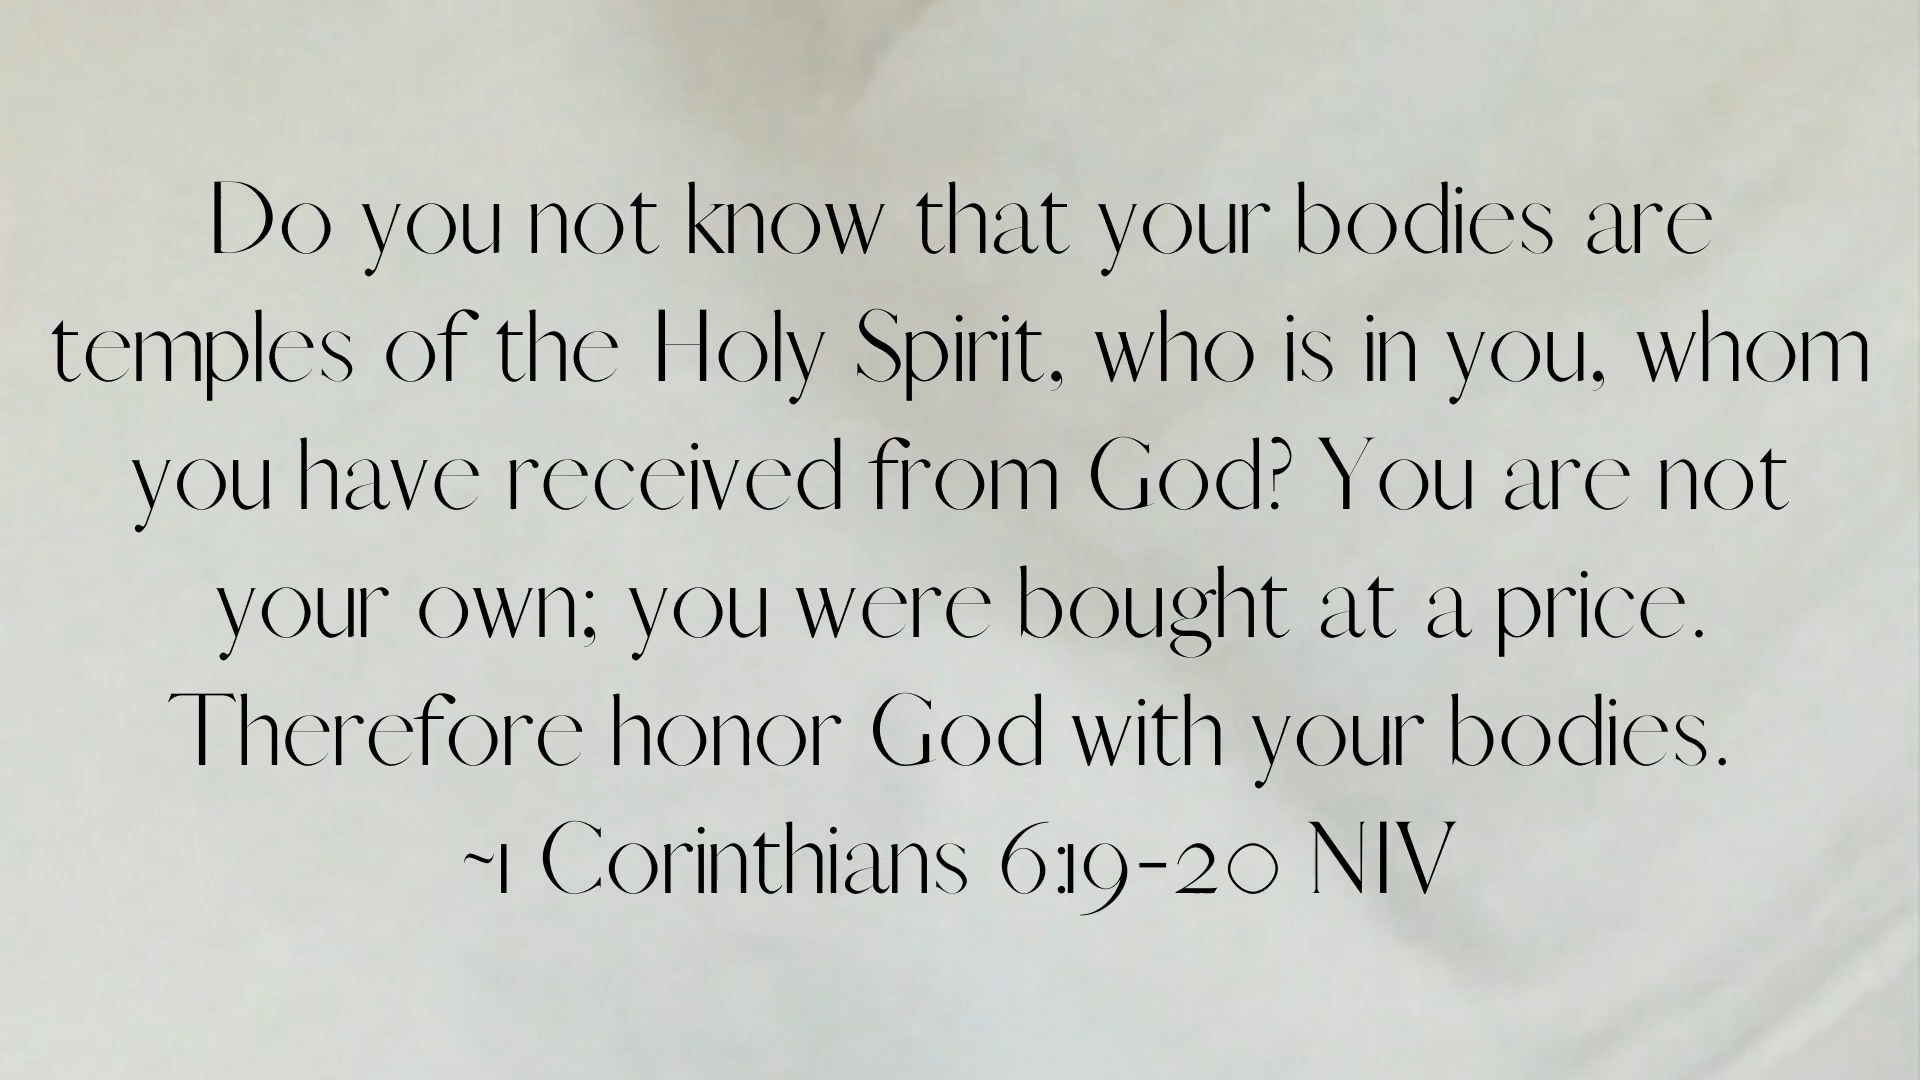 Do you not know that your bodies are
temples of the Holy Spirit, who is in you, whom
you have received from God? You are not
your own; you were bought at a price.
Therefore honor God with your bodies.
~1 Corinthians 6:19-20 NIV